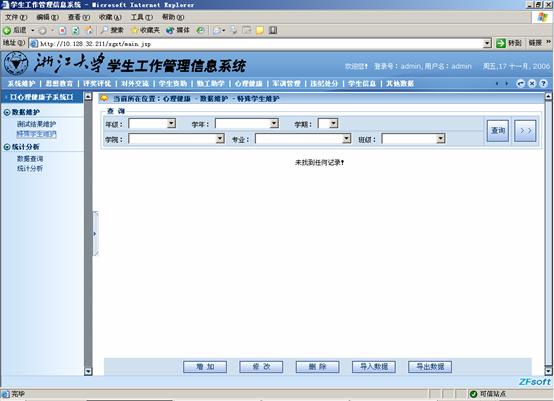 学生工作管理信息系统 - Microsoft Internet Explorer
文件(F) 编辑(E) 查看(V) 收藏(A) 工具(T) 帮助(H)
后退 搜索 收藏夹 媒体
地址(D) http://10.128.32.211/xgxt/main.jsp 转到 链接 »
浙江大学 学生工作管理信息系统 欢迎您! 登录号:admin,用户名:admin 周五,17 十一月, 2006
系统维护 | 思想教育 | 评奖评优 | 对外交流 | 学生资助 | 勤工助学 | 心理健康 | 军训管理 | 违纪处分 | 学生信息 | 其他数据
以心理健康子系统口
当前所在位置:心理健康 - 数据维护 - 特殊学生维护
数据维护
测试结果维护
特殊学生维护
统计分析
数据查询
统计分析
查 询
年级: 学年: 学期:
学院: 专业: 班级:
查询 > >
未找到任何记录!
增 加 修 改 删 除 导入数据 导出数据
ZFsoft
完毕 可信站点